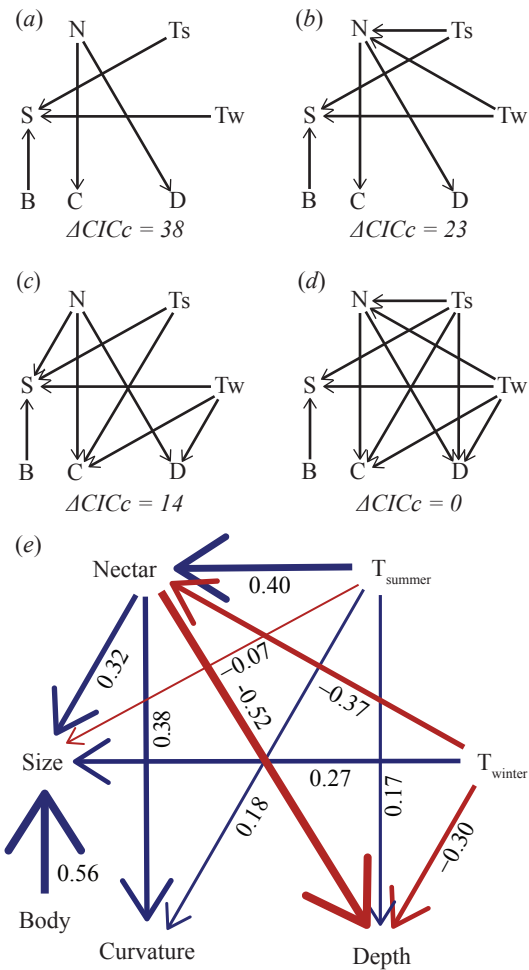 (a)
N Ts
S Tw
B C D
ΔCICc = 38
(b)
N Ts
S Tw
B C D
ΔCICc = 23
(c)
N Ts
S Tw
B C D
ΔCICc = 14
(d)
N Ts
S Tw
B C D
ΔCICc = 0
(e)
Nectar T summer
0.40
0.32
−0.07
-0.52
−0.37
0.38
Size T winter
0.27
0.18
0.17
−0.30
0.56
Body
Curvature Depth